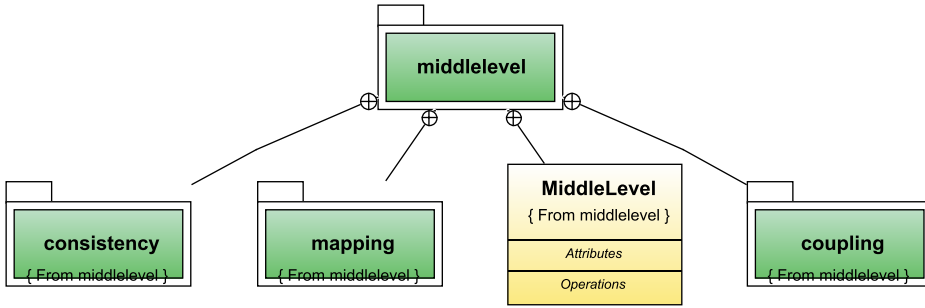 middlelevel
consistency
{ From middlelevel }
mapping
{ From middlelevel }
MiddleLevel
{ From middlelevel }
Attributes
Operations
coupling
{ From middlelevel }